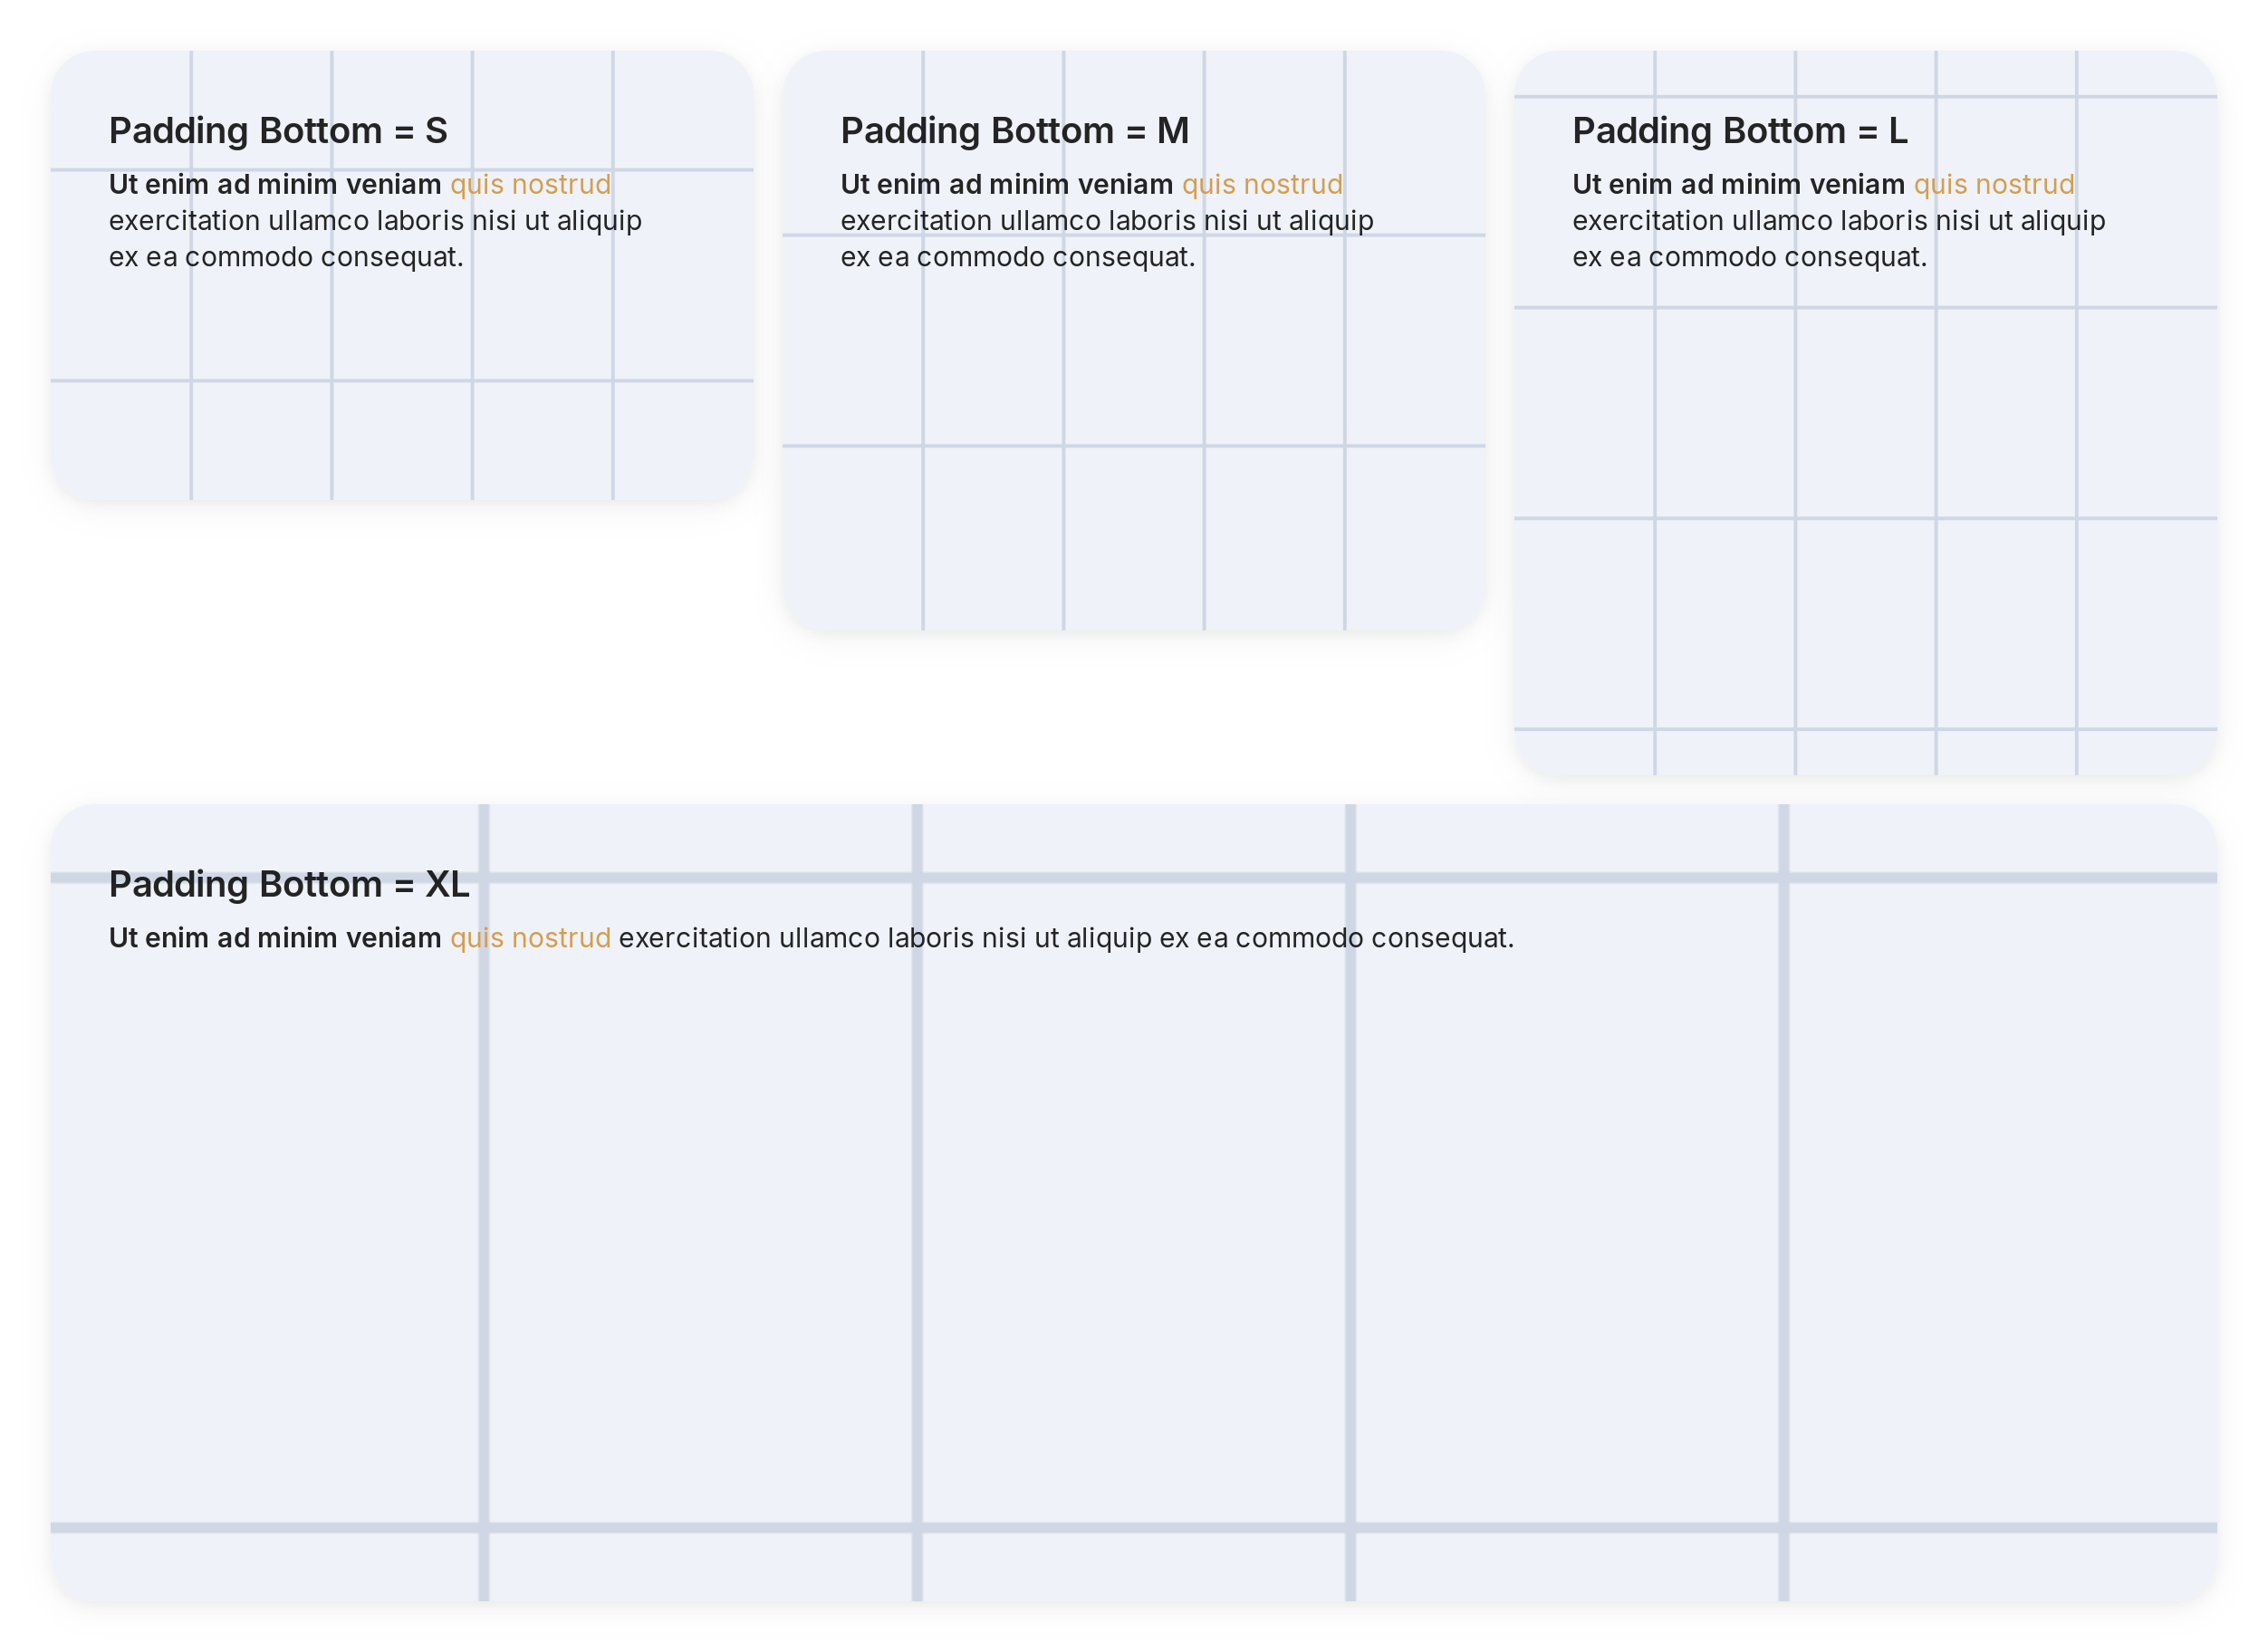 Padding Bottom = S
Ut enim ad minim veniam quis nostrud
exercitation ullamco laboris nisi ut aliquip
ex ea commodo consequat.
Padding Bottom = M
Ut enim ad minim veniam quis nostrud
exercitation ullamco laboris nisi ut aliquip
ex ea commodo consequat.
Padding Bottom = L
Ut enim ad minim veniam quis nostrud
exercitation ullamco laboris nisi ut aliquip
ex ea commodo consequat.
Padding Bottom = XL
Ut enim ad minim veniam quis nostrud exercitation ullamco laboris nisi ut aliquip ex ea commodo consequat.